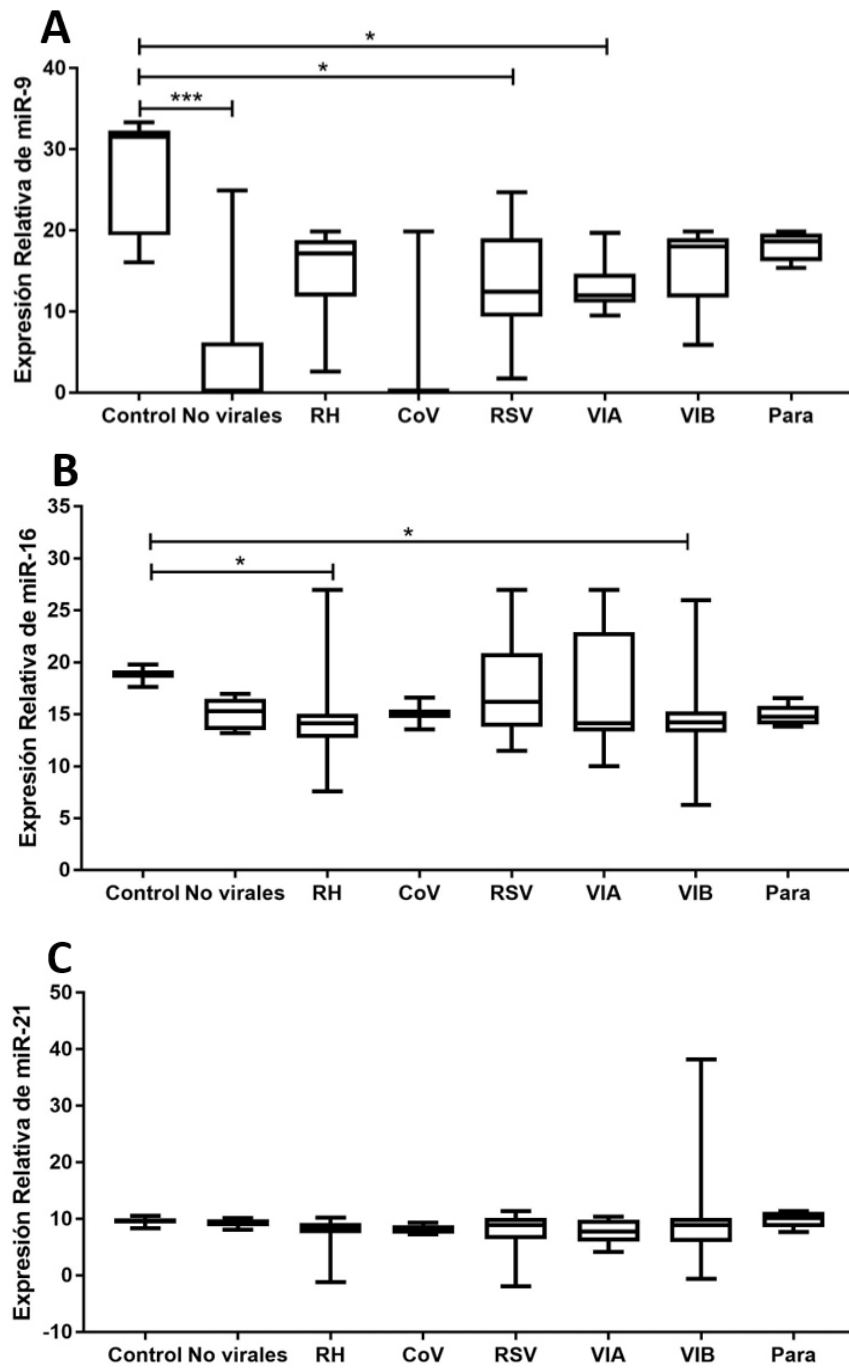 A
*
*
***
Expresión Relativa de miR-9
40
30
20
10
0
Control No virales RH CoV RSV VIA VIB Para
B
*
*
Expresión Relativa de miR-16
35
30
25
20
15
10
5
0
Control No virales RH CoV RSV VIA VIB Para
C
Expresión Relativa de miR-21
50
40
30
20
10
0
-10
Control No virales RH CoV RSV VIA VIB Para